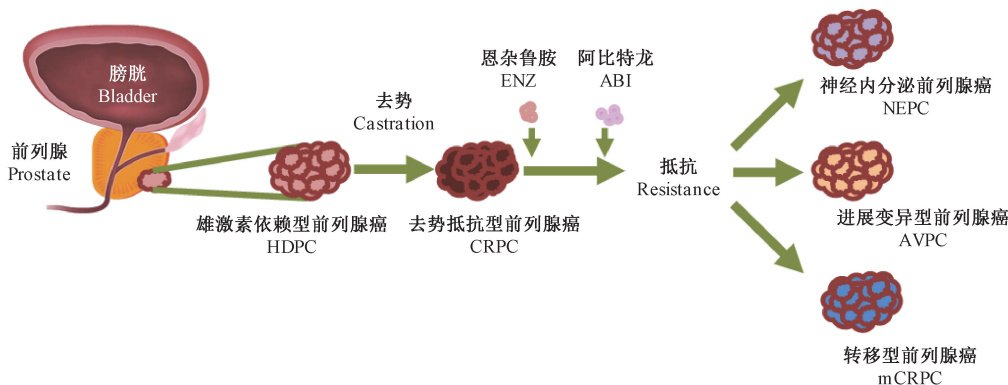 膀胱
Bladder
前列腺
Prostate
雄激素依赖型前列腺癌
HDPC
去势
Castration
去势抵抗型前列腺癌
CRPC
恩杂鲁胺
ENZ
阿比特龙
ABI
抵抗
Resistance
神经内分泌前列腺癌
NEPC
进展变异型前列腺癌
AVPC
转移型前列腺癌
mCRPC